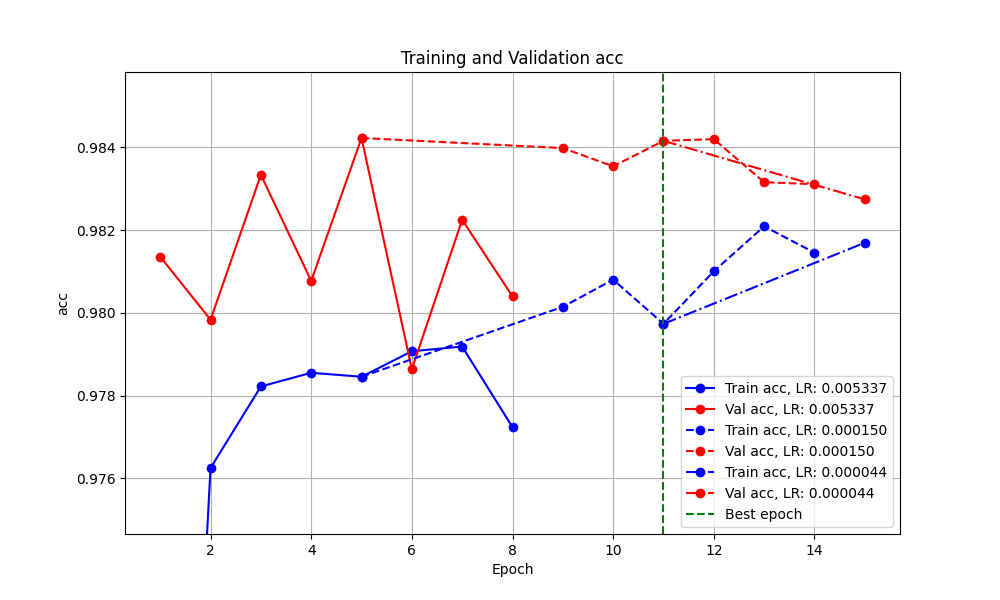 Training and Validation acc
acc
0.984
0.982
0.980
0.978
0.976
2 4 6 8 10 12 14
Epoch
Train acc, LR: 0.005337
Val acc, LR: 0.005337
Train acc, LR: 0.000150
Val acc, LR: 0.000150
Train acc, LR: 0.000044
Val acc, LR: 0.000044
Best epoch